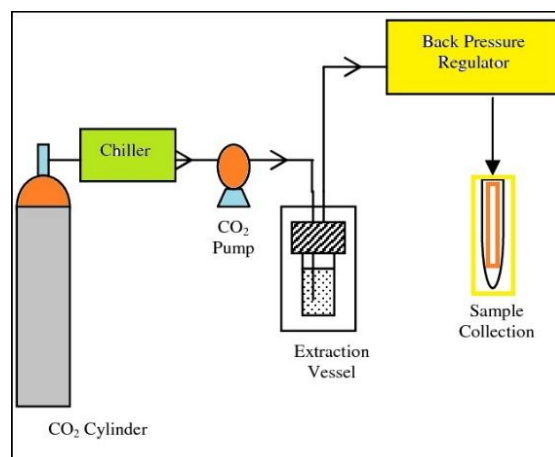 Back Pressure
Regulator
Chiller
CO₂
Pump
Extraction
Vessel
Sample
Collection
CO₂ Cylinder